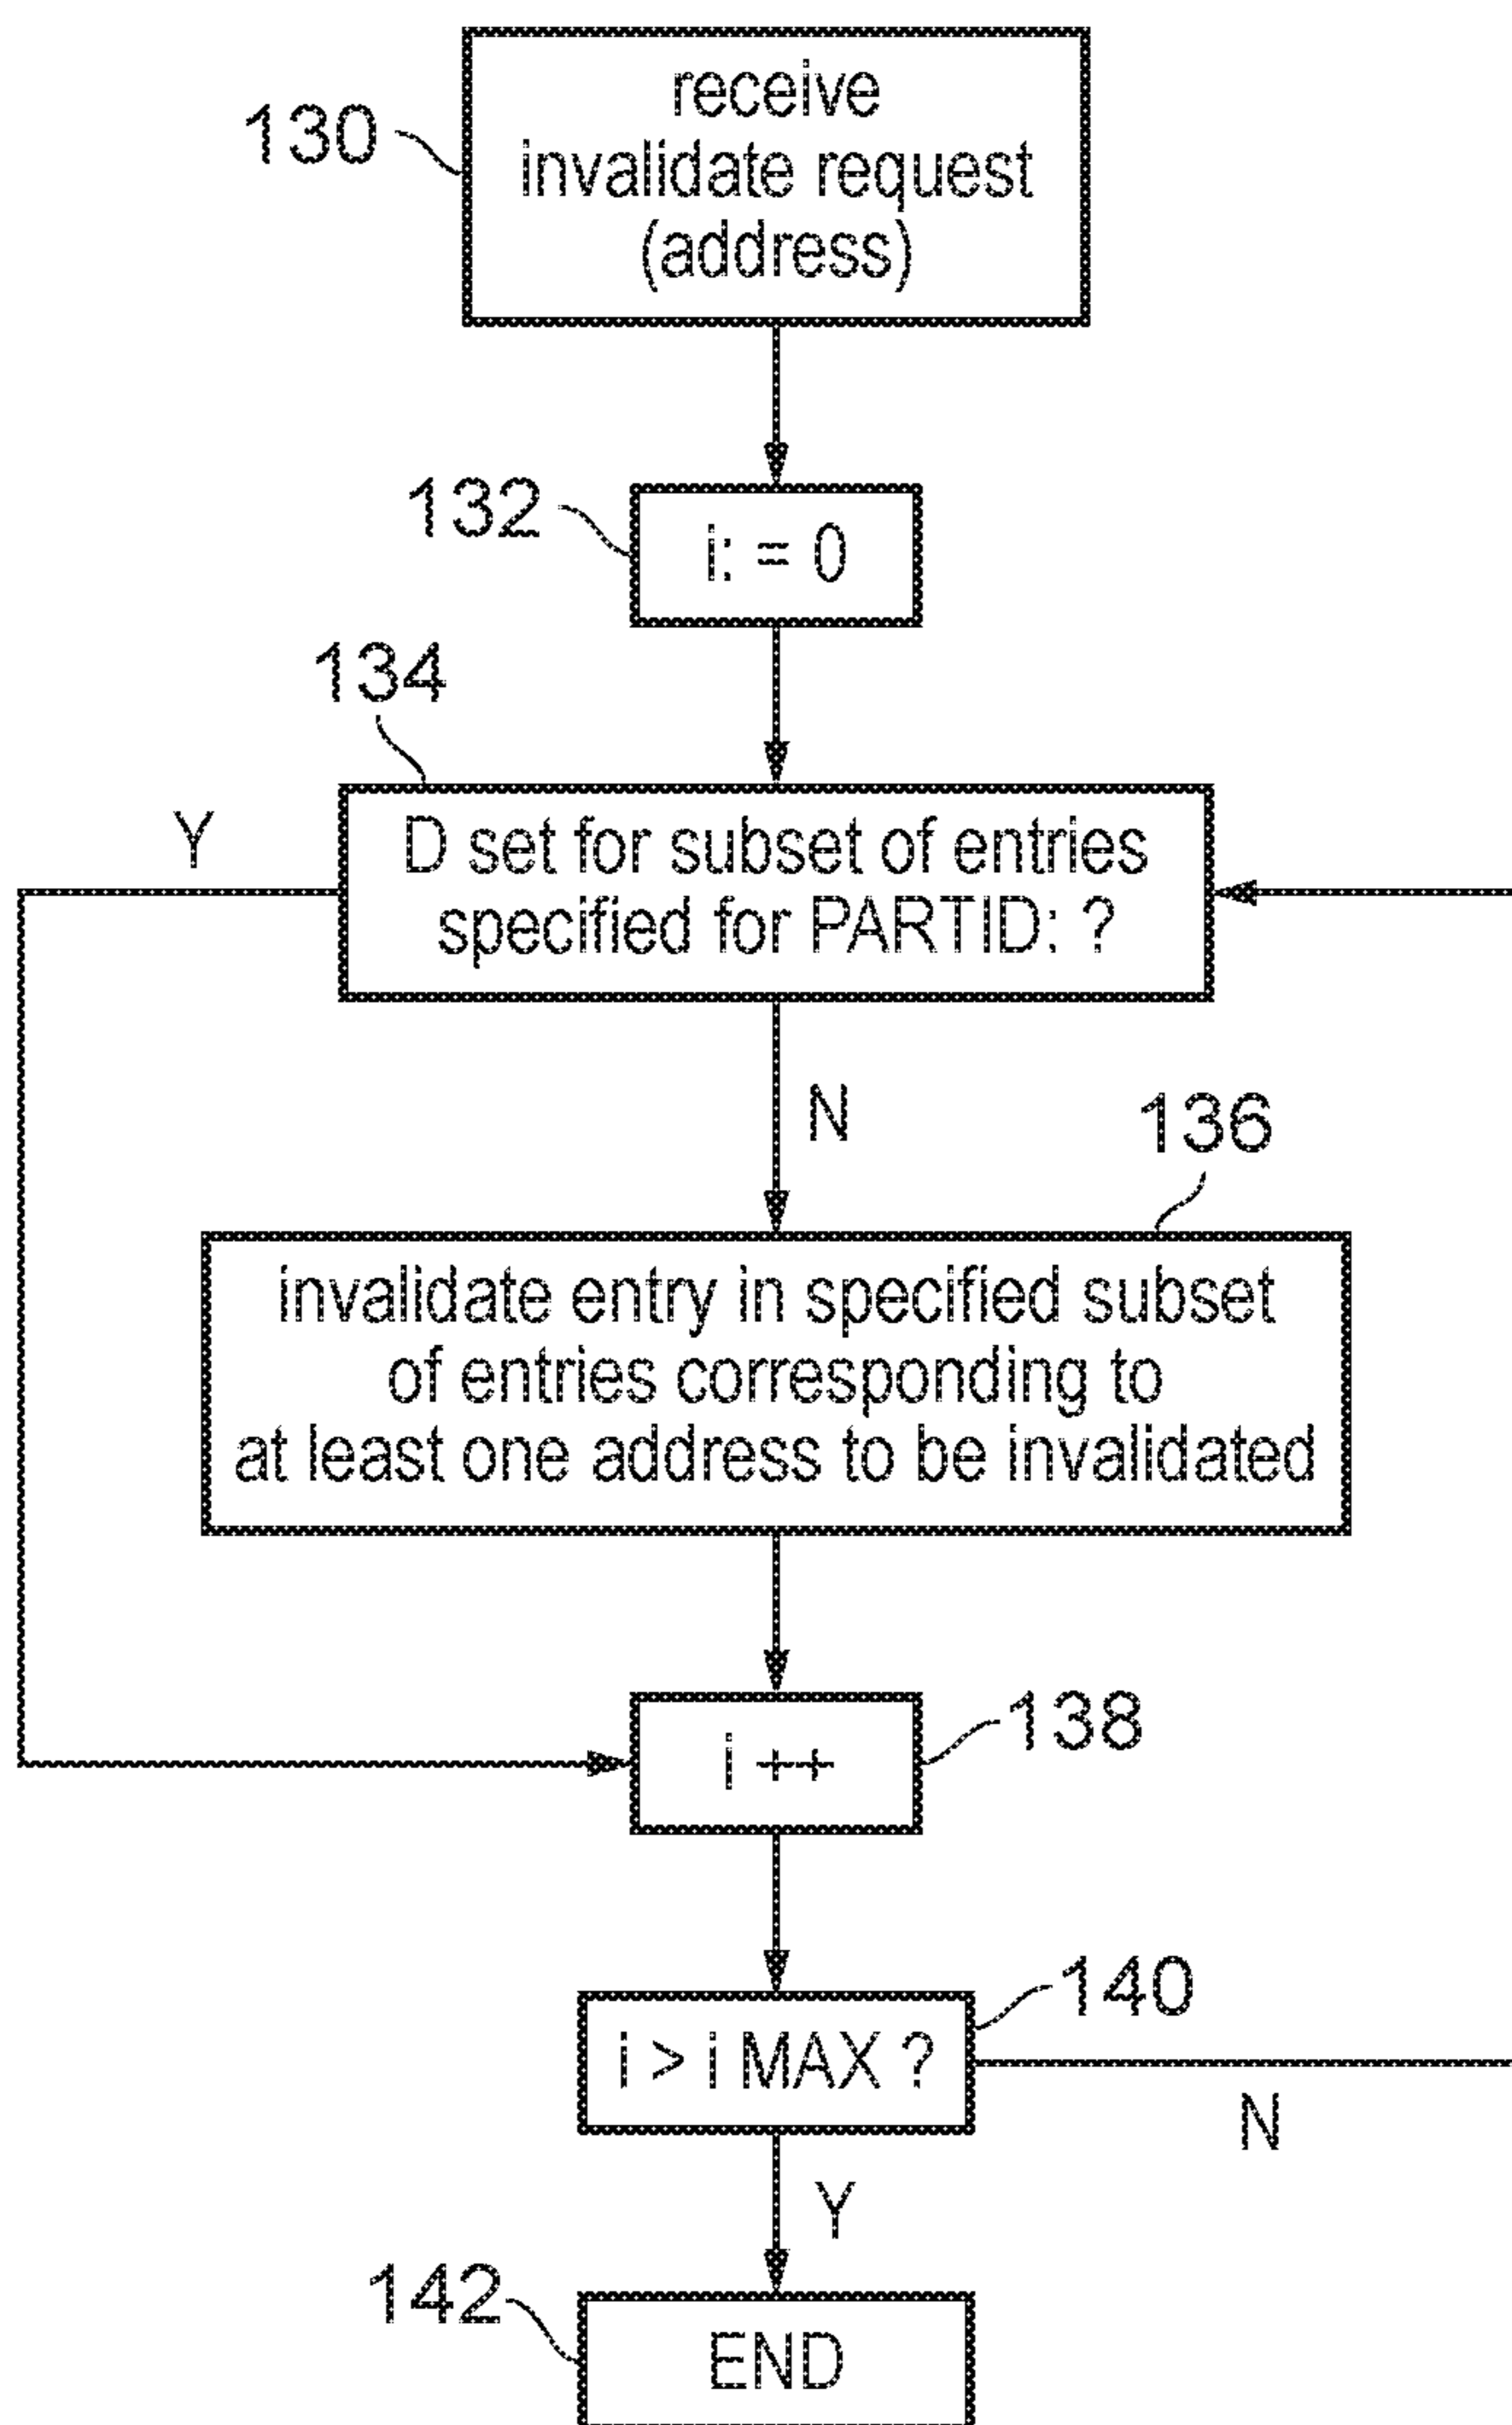 130
receive
invalidate request
(address)
132
i: = 0
134
Y
D set for subset of entries
specified for PARTID: ?
N
136
invalidate entry in specified subset
of entries corresponding to
at least one address to be invalidated
i ++
138
i > i MAX ?
140
N
Y
142
END